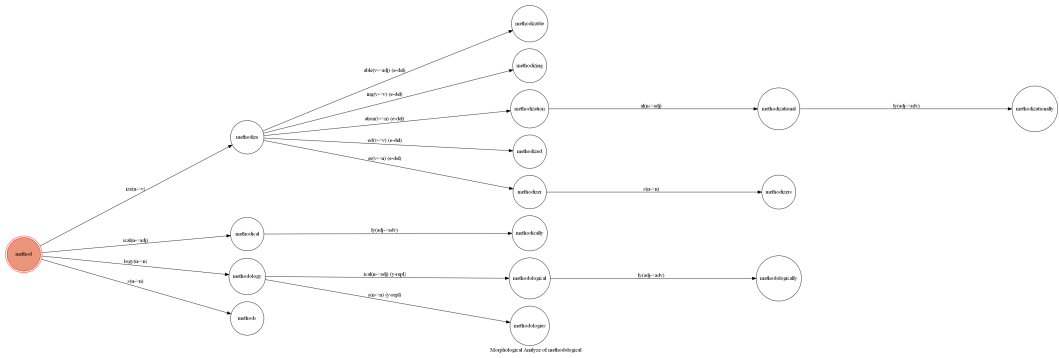 methodizable
able(v->adj) (e-del)
methodizing
ing(v->v) (e-del)
methodization
al(n->adj)
methodizational
ly(adj->adv)
methodizationally
ation(v->n) (e-del)
methodize
ed(v->v) (e-del)
methodized
er(v->n) (e-del)
methodizer
s(n->n)
methodizers
ize(n->v)
methodical
ly(adj->adv)
methodically
ical(n->adj)
method
logy(n->n)
methodology
ical(n->adj) (y-repl)
methodological
ly(adj->adv)
methodologically
s(n->n)
s(n->n) (y-repl)
methods
methodologies
Morphological Analyze of methodological